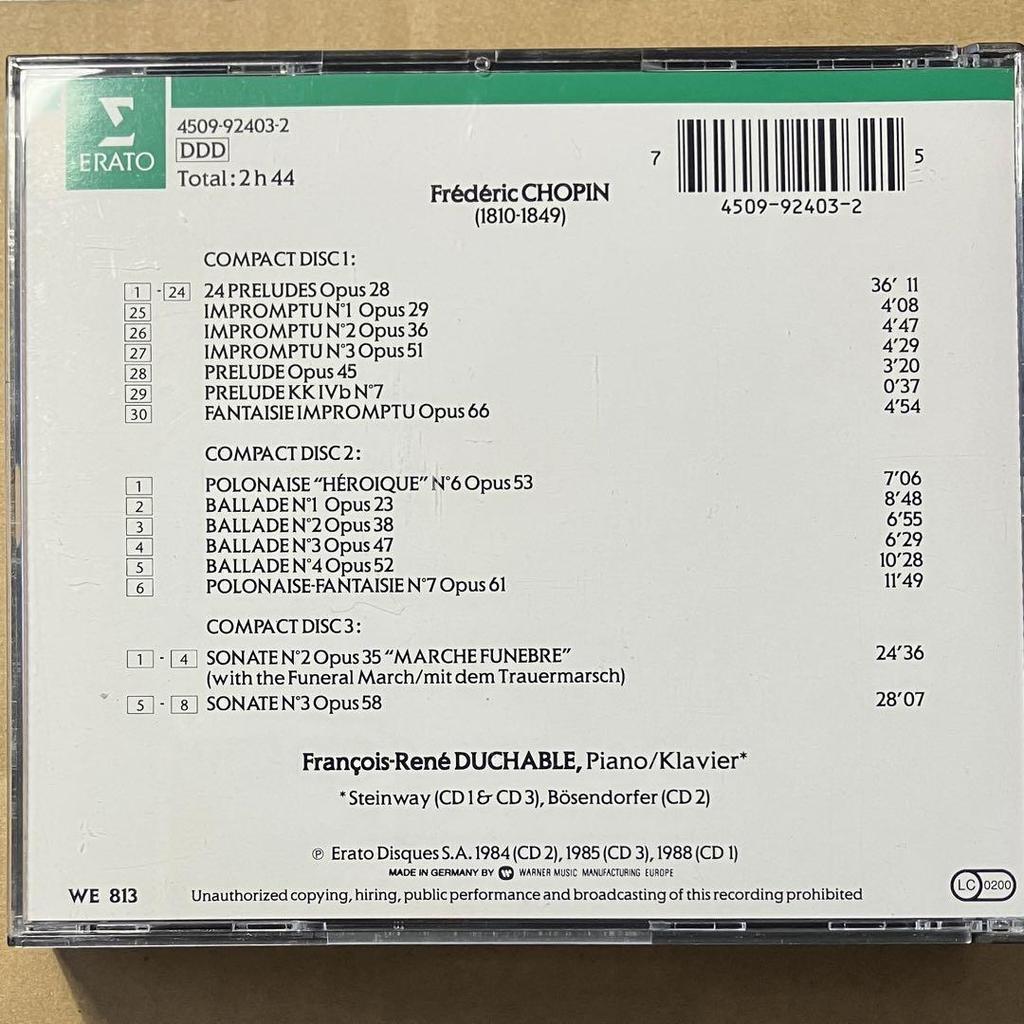 ERATO
4509-92403-2
DDD
Total: 2 h 44
7 5
4509-92403-2
Frédéric CHOPIN
(1810-1849)
COMPACT DISC 1:
1 - 24 24 PRELUDES Opus 28 36' 11
25 IMPROMPTU N°1 Opus 29 4'08
26 IMPROMPTU N°2 Opus 36 4'47
27 IMPROMPTU N°3 Opus 51 4'29
28 PRELUDE Opus 45 3'20
29 PRELUDE KK IVb N°7 0'37
30 FANTAISIE IMPROMPTU Opus 66 4'54
COMPACT DISC 2:
1 POLONAISE "HÉROIQUE" N°6 Opus 53 7'06
2 BALLADE N°1 Opus 23 8'48
3 BALLADE N°2 Opus 38 6'55
4 BALLADE N°3 Opus 47 6'29
5 BALLADE N°4 Opus 52 10'28
6 POLONAISE-FANTAISIE N°7 Opus 61 11'49
COMPACT DISC 3:
1 - 4 SONATE N°2 Opus 35 "MARCHE FUNEBRE" 24'36
(with the Funeral March/mit dem Trauermarsch)
5 - 8 SONATE N°3 Opus 58 28'07
François-René DUCHABLE, Piano/Klavier*
*Steinway (CD 1 & CD 3), Bösendorfer (CD 2)
℗ Erato Disques S.A. 1984 (CD 2), 1985 (CD 3), 1988 (CD 1)
MADE IN GERMANY BY WARNER MUSIC MANUFACTURING EUROPE
WE 813
Unauthorized copying, hiring, public performance and broadcasting of this recording prohibited
LC 0200